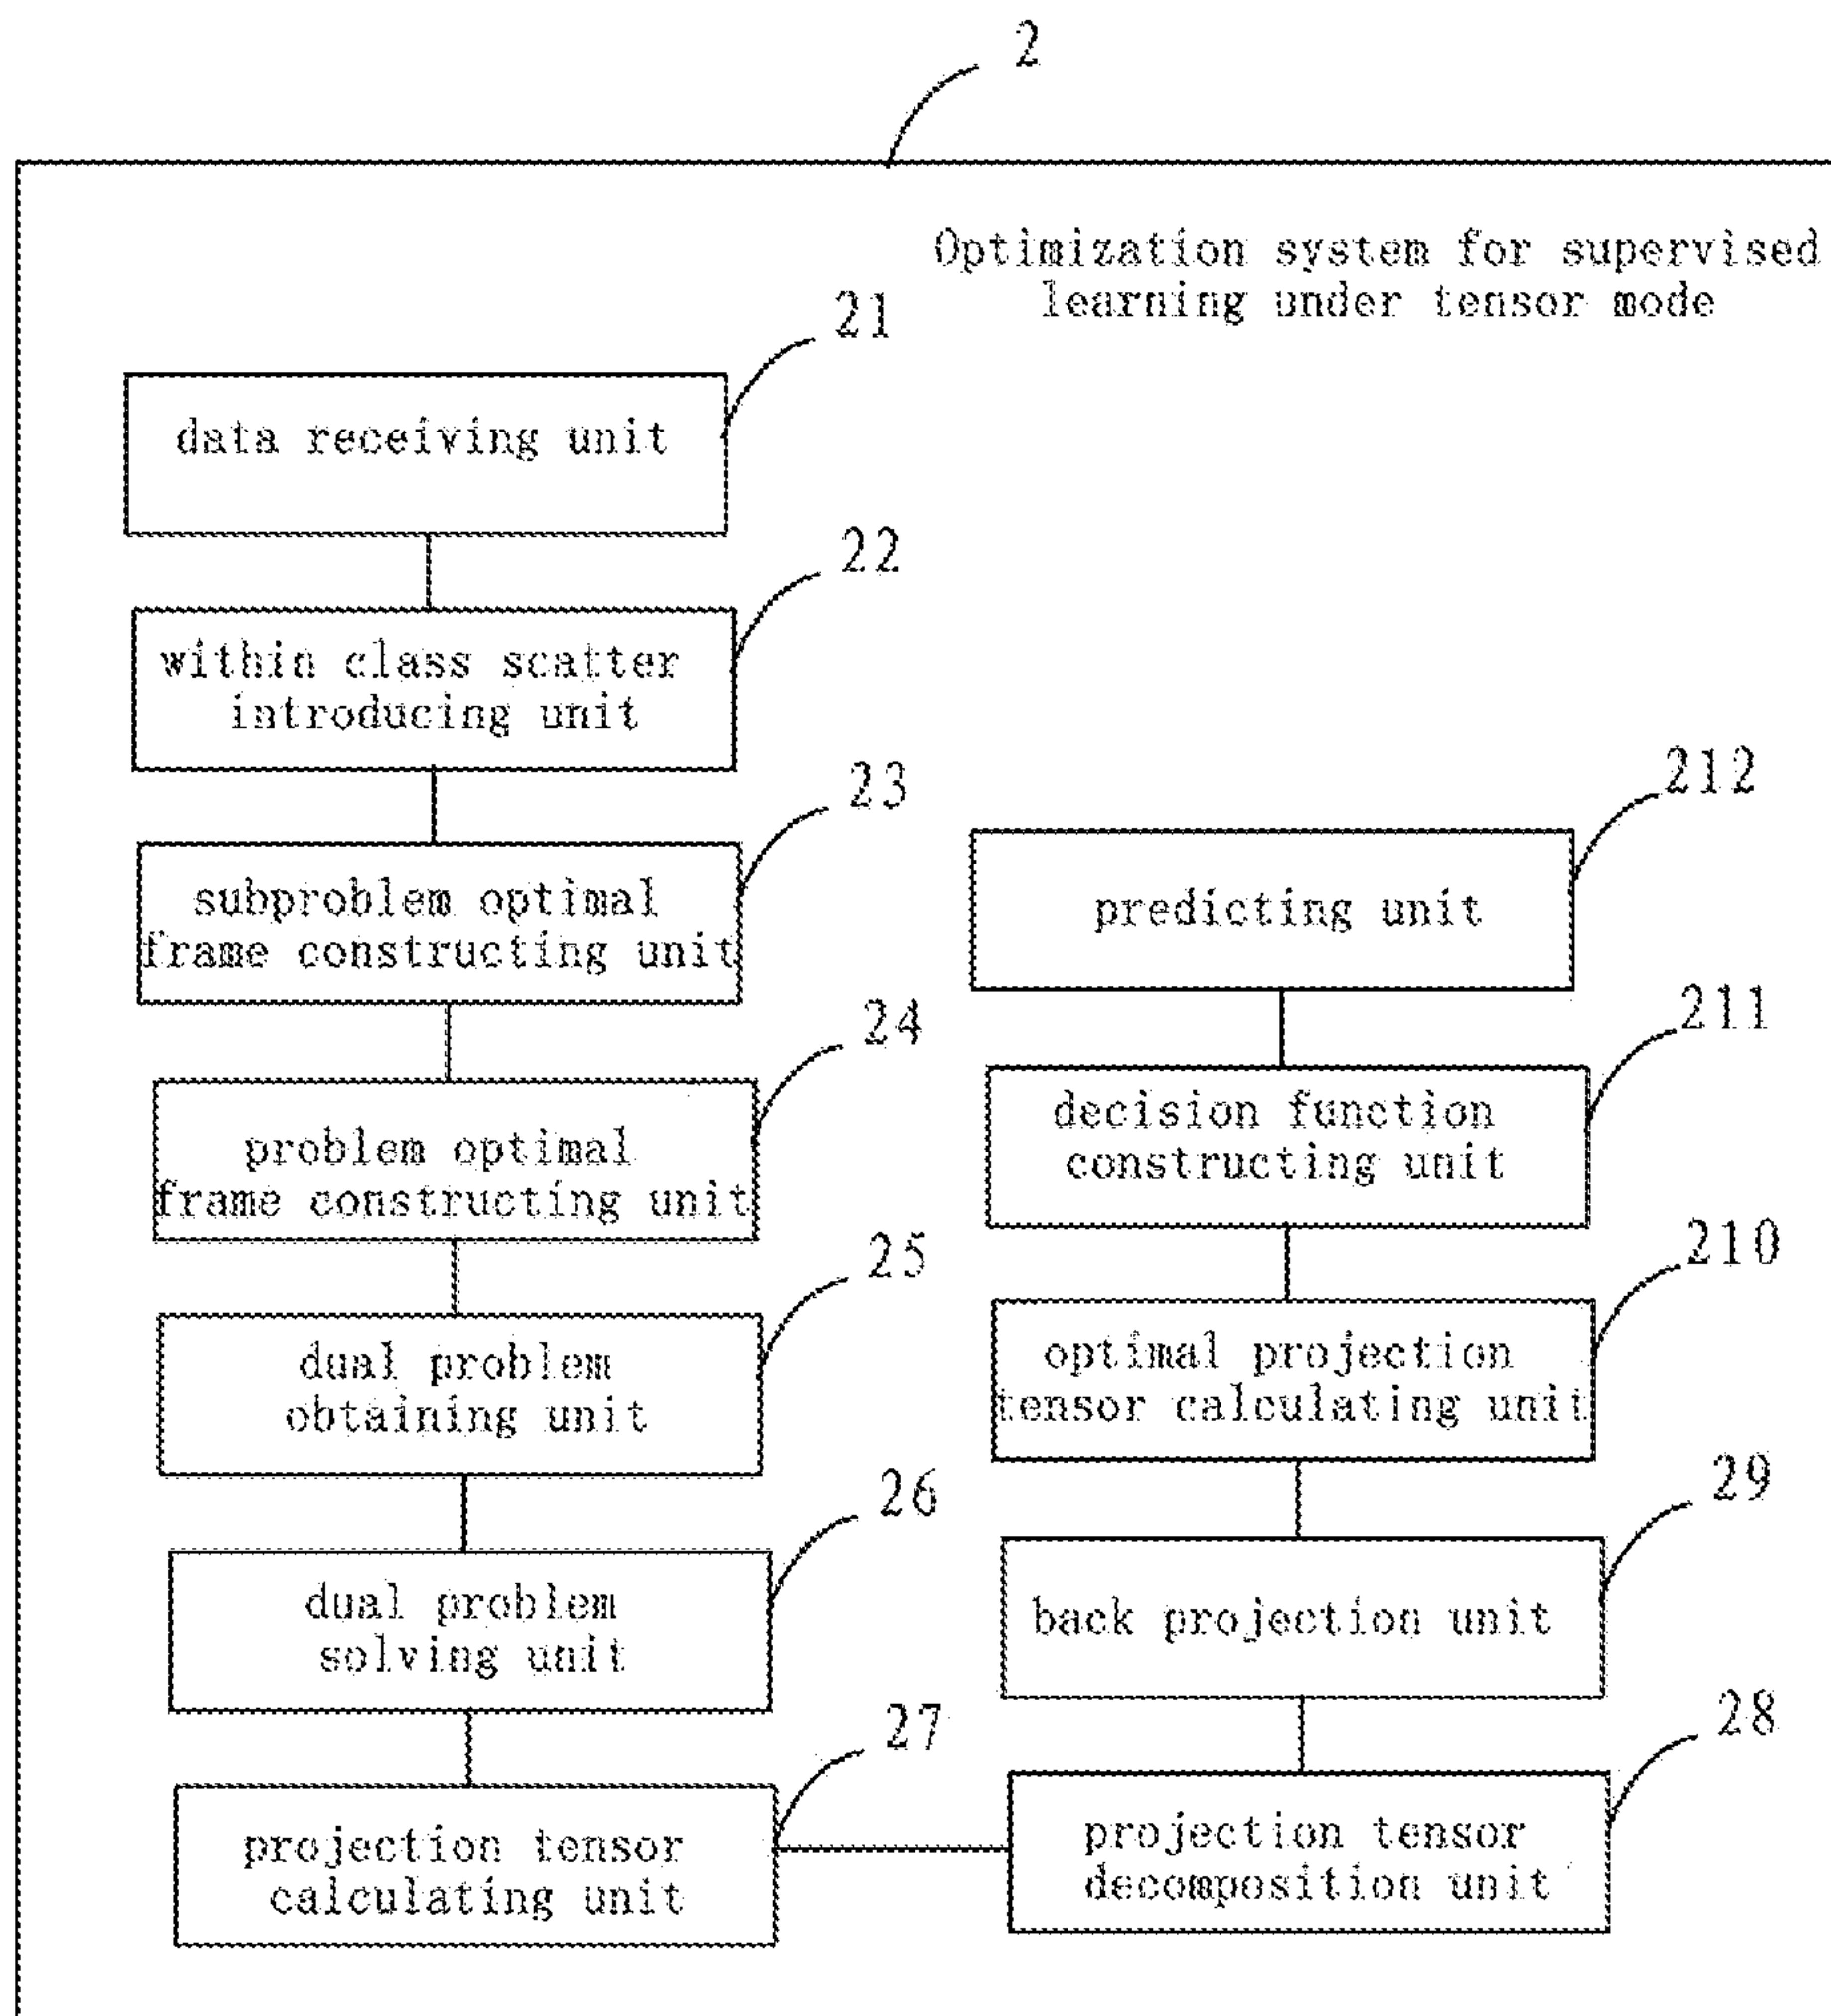 2
Optimization system for supervised
learning under tensor mode
21
data receiving unit
22
within class scatter
introducing unit
23
subproblem optimal
frame constructing unit
24
problem optimal
frame constructing unit
25
dual problem
obtaining unit
26
dual problem
solving unit
27
projection tensor
calculating unit
212
predicting unit
211
decision function
constructing unit
210
optimal projection
tensor calculating unit
29
back projection unit
28
projection tensor
decomposition unit